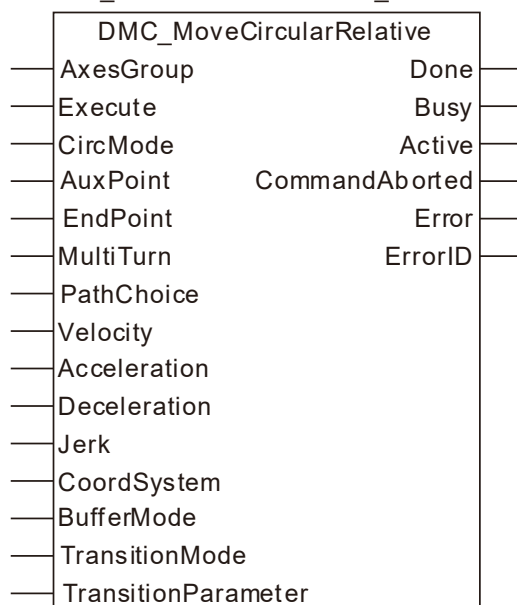 DMC_MoveCircularRelative
AxesGroup Done
Execute Busy
CircMode Active
AuxPoint CommandAborted
EndPoint Error
MultiTurn ErrorID
PathChoice
Velocity
Acceleration
Deceleration
Jerk
CoordSystem
BufferMode
TransitionMode
TransitionParameter